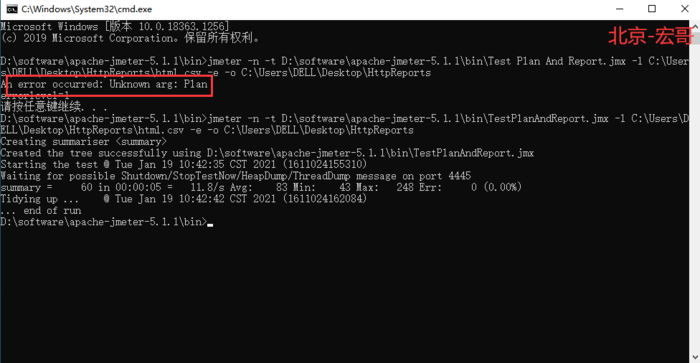 C:\Windows\System32\cmd.exe
Microsoft Windows [版本 10.0.18363.1256]
(c) 2019 Microsoft Corporation。保留所有权利。
北京-宏哥
D:\software\apache-jmeter-5.1.1\bin>jmeter -n -t D:\software\apache-jmeter-5.1.1\bin\Test Plan And Report.jmx -l C:\User
s\DELL\Desktop\HttpReports\html.csv -e -o C:\Users\DELL\Desktop\HttpReports
An error occurred: Unknown arg: Plan
errorlevel=1
请按任意键继续. . .
D:\software\apache-jmeter-5.1.1\bin>jmeter -n -t D:\software\apache-jmeter-5.1.1\bin\TestPlanAndReport.jmx -l C:\Users\D
ELL\Desktop\HttpReports\html.csv -e -o C:\Users\DELL\Desktop\HttpReports
Creating summariser <summary>
Created the tree successfully using D:\software\apache-jmeter-5.1.1\bin\TestPlanAndReport.jmx
Starting the test @ Tue Jan 19 10:42:35 CST 2021 (1611024155310)
Waiting for possible Shutdown/StopTestNow/HeapDump/ThreadDump message on port 4445
summary =     60 in 00:00:05 =   11.8/s Avg:    83 Min:    43 Max:   248 Err:     0 (0.00%)
Tidying up ...    @ Tue Jan 19 10:42:42 CST 2021 (1611024162084)
... end of run
D:\software\apache-jmeter-5.1.1\bin>